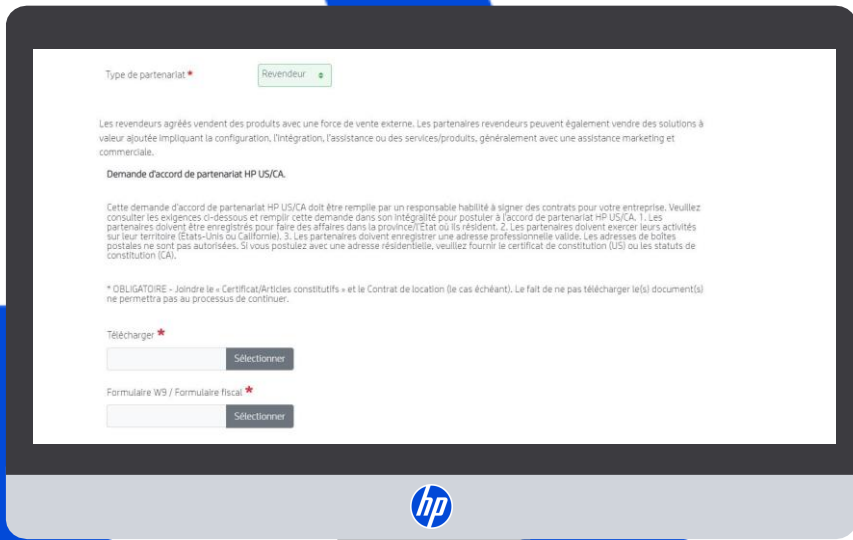 Type de partenariat *
Revendeur
Les revendeurs agréés vendent des produits avec une force de vente externe. Les partenaires revendeurs peuvent également vendre des solutions à
valeur ajoutée impliquant la configuration, l'intégration, l'assistance ou des services/produits, généralement avec une assistance marketing et
commerciale.
Demande d'accord de partenariat HP US/CA.
Cette demande d'accord de partenariat HP US/CA doit être remplie par un responsable habilité à signer des contrats pour votre entreprise. Veuillez
consulter les exigences ci-dessous et remplir cette demande dans son intégralité pour postuler à l'accord de partenariat HP US/CA. 1. Les
partenaires doivent être enregistrés pour faire des affaires dans la province/l'État où ils résident. 2. Les partenaires doivent exercer leurs activités
sur leur territoire (États-Unis ou Californie). 3. Les partenaires doivent enregistrer une adresse professionnelle valide. Les adresses de boîtes
postales ne sont pas autorisées. Si vous postulez avec une adresse résidentielle, veuillez fournir le certificat de constitution (US) ou les statuts de
constitution (CA).
* OBLIGATOIRE - Joindre le « Certificat/Articles constitutifs » et le Contrat de location (le cas échéant). Le fait de ne pas télécharger le(s) document(s)
ne permettra pas au processus de continuer.
Télécharger *
Sélectionner
Formulaire W9 / Formulaire fiscal *
Sélectionner
hp